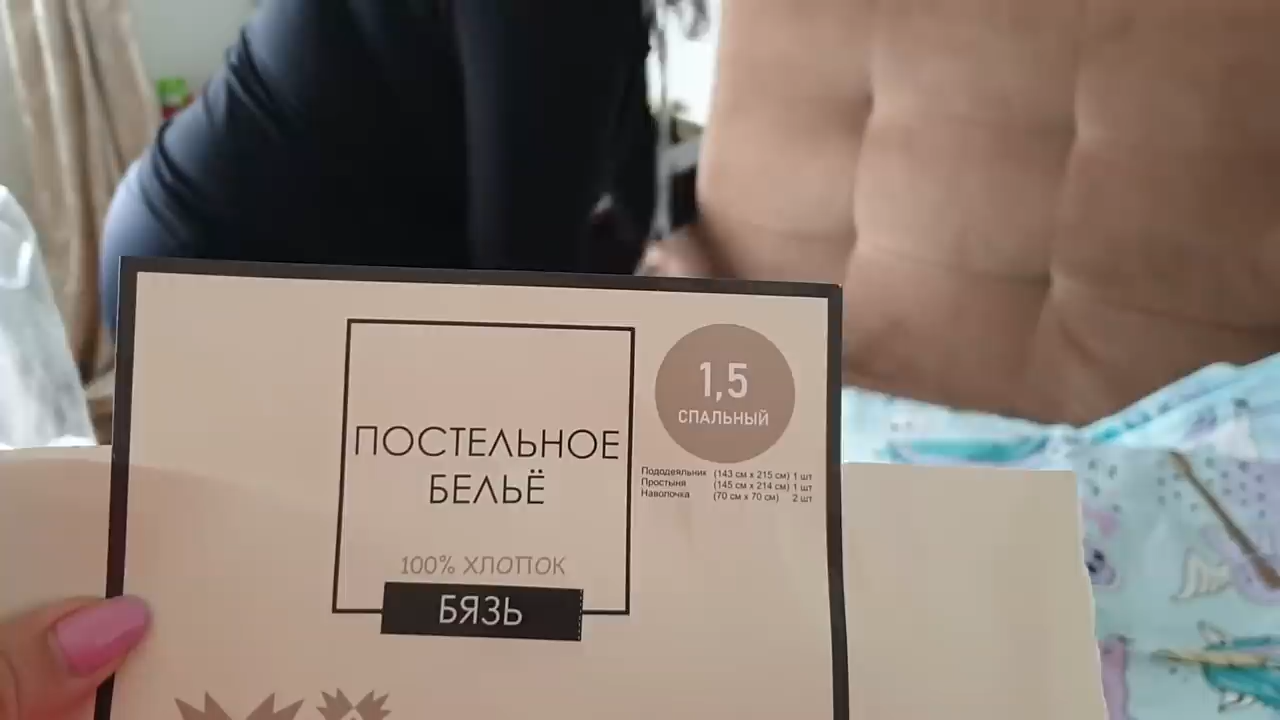 ПОСТЕЛЬНОЕ
БЕЛЬЁ
100% ХЛОПОК
БЯЗЬ
1,5
СПАЛЬНЫЙ
Пододеяльник (143 см х 215 см) 1 шт
Простыня (145 см х 214 см) 1 шт
Наволочка (70 см х 70 см) 2 шт